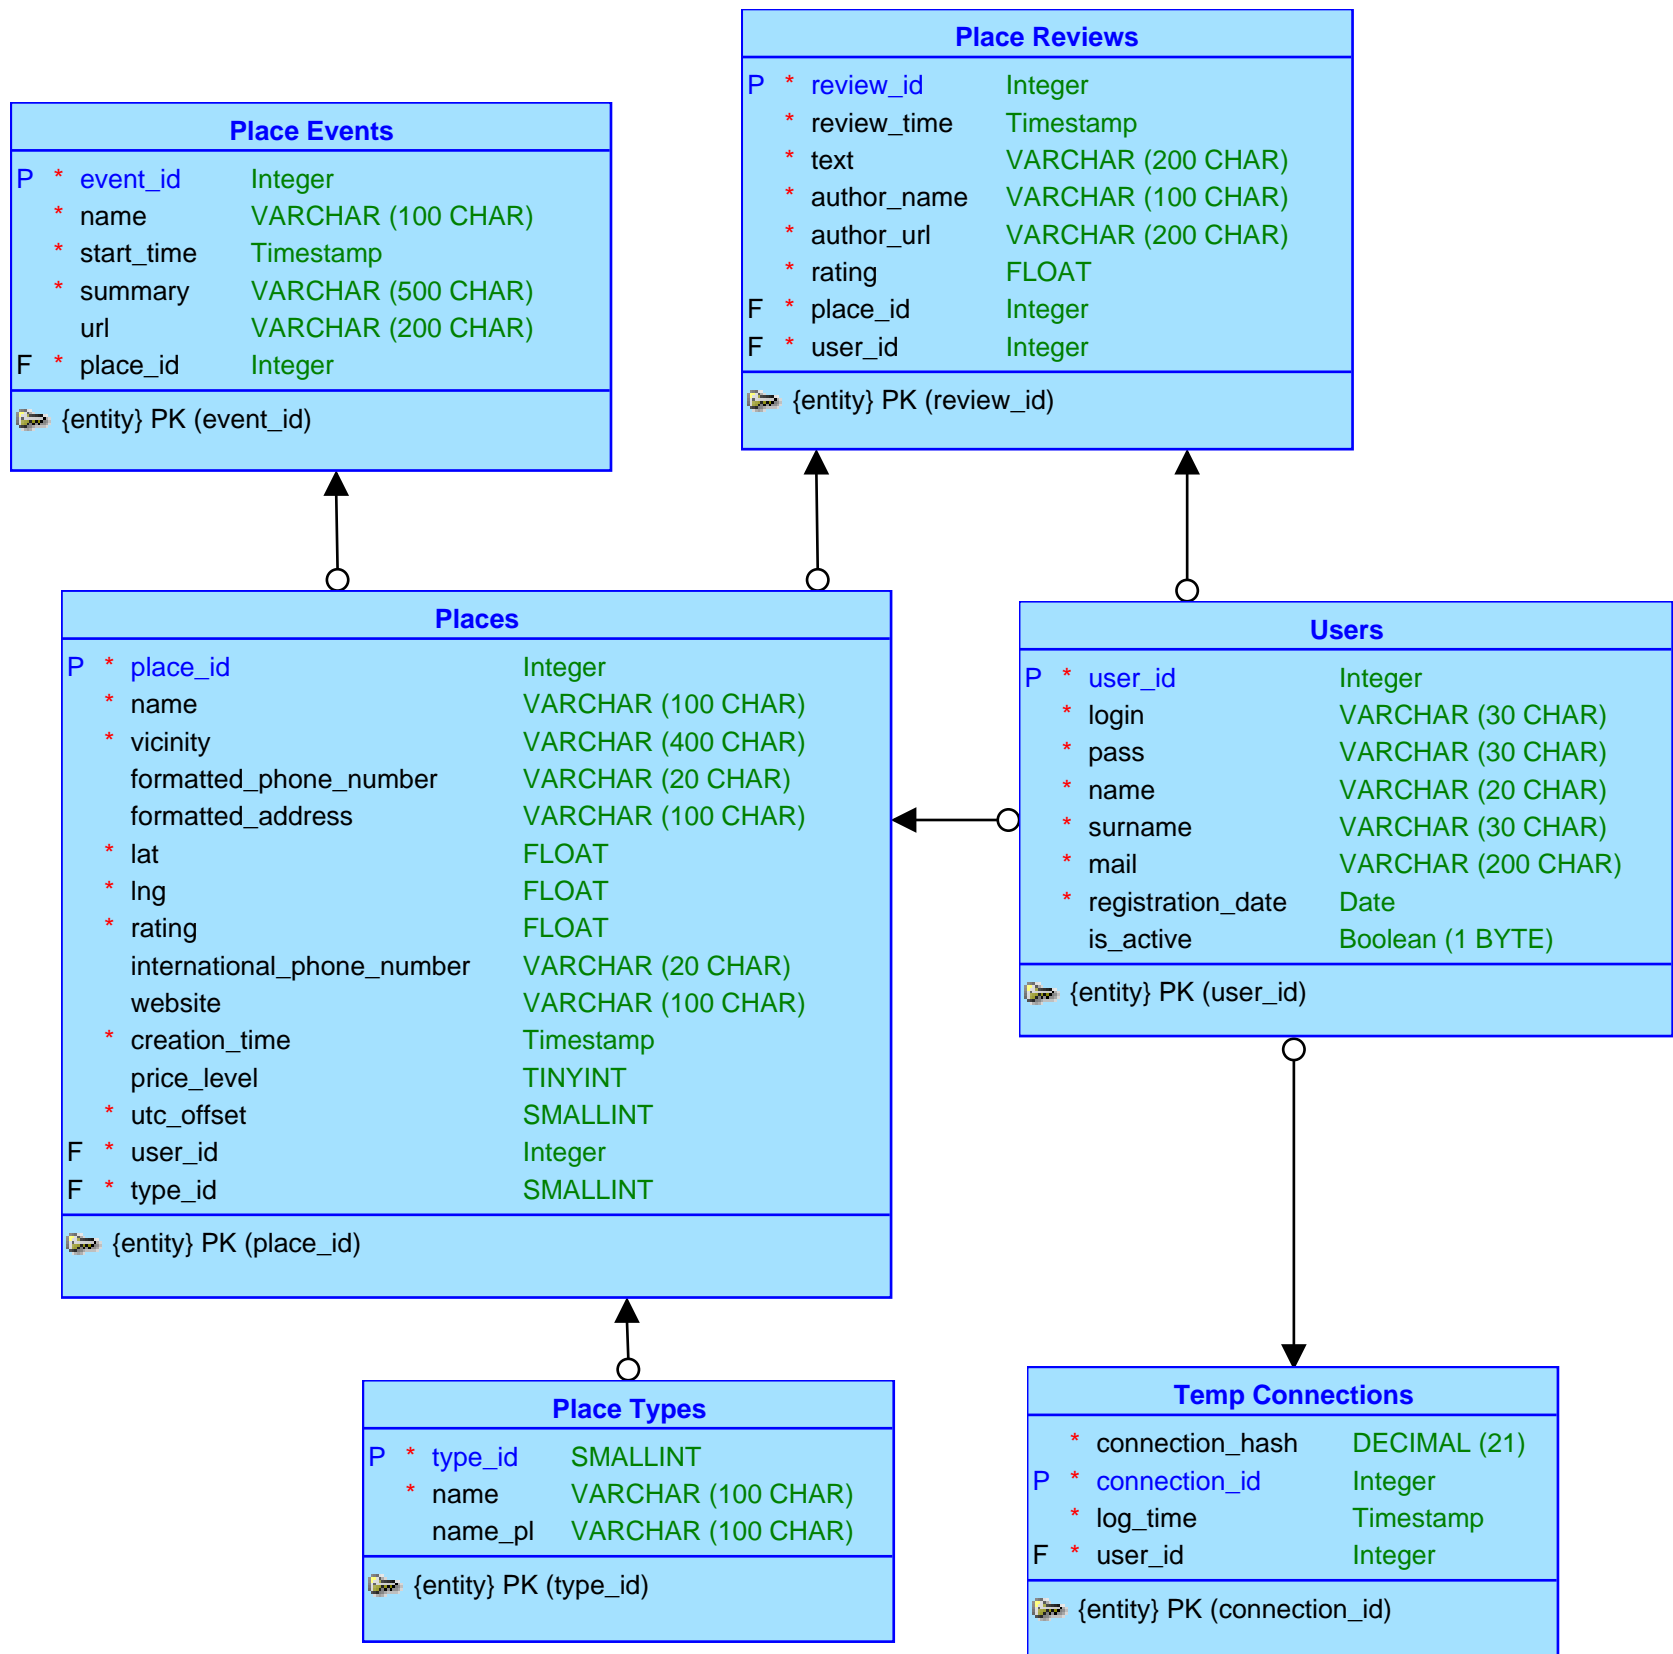 Place Reviews
P * review_id Integer
* review_time Timestamp
* text VARCHAR (200 CHAR)
* author_name VARCHAR (100 CHAR)
* author_url VARCHAR (200 CHAR)
* rating FLOAT
F * place_id Integer
F * user_id Integer
{entity} PK (review_id)
Place Events
P * event_id Integer
* name VARCHAR (100 CHAR)
* start_time Timestamp
* summary VARCHAR (500 CHAR)
url VARCHAR (200 CHAR)
F * place_id Integer
{entity} PK (event_id)
Places
P * place_id Integer
* name VARCHAR (100 CHAR)
* vicinity VARCHAR (400 CHAR)
formatted_phone_number VARCHAR (20 CHAR)
formatted_address VARCHAR (100 CHAR)
* lat FLOAT
* lng FLOAT
* rating FLOAT
international_phone_number VARCHAR (20 CHAR)
website VARCHAR (100 CHAR)
* creation_time Timestamp
price_level TINYINT
* utc_offset SMALLINT
F * user_id Integer
F * type_id SMALLINT
{entity} PK (place_id)
Users
P * user_id Integer
* login VARCHAR (30 CHAR)
* pass VARCHAR (30 CHAR)
* name VARCHAR (20 CHAR)
* surname VARCHAR (30 CHAR)
* mail VARCHAR (200 CHAR)
* registration_date Date
is_active Boolean (1 BYTE)
{entity} PK (user_id)
Place Types
P * type_id SMALLINT
* name VARCHAR (100 CHAR)
name_pl VARCHAR (100 CHAR)
{entity} PK (type_id)
Temp Connections
* connection_hash DECIMAL (21)
P * connection_id Integer
* log_time Timestamp
F * user_id Integer
{entity} PK (connection_id)